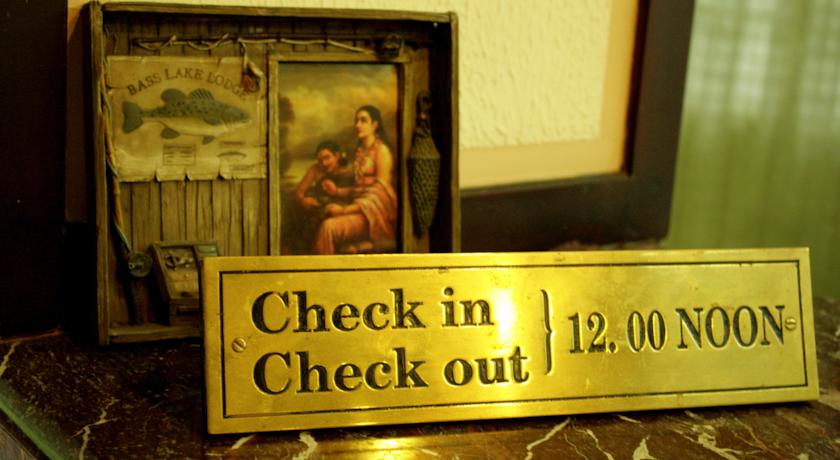 BASS LAKE LODGE
Check in
Check out } 12. 00 NOON